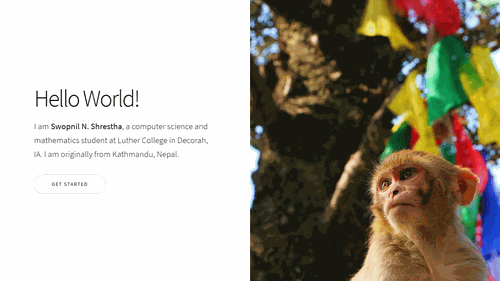 Hello World!
I am Swopnil N. Shrestha, a computer science and
mathematics student at Luther College in Decorah,
IA. I am originally from Kathmandu, Nepal.
GET STARTED